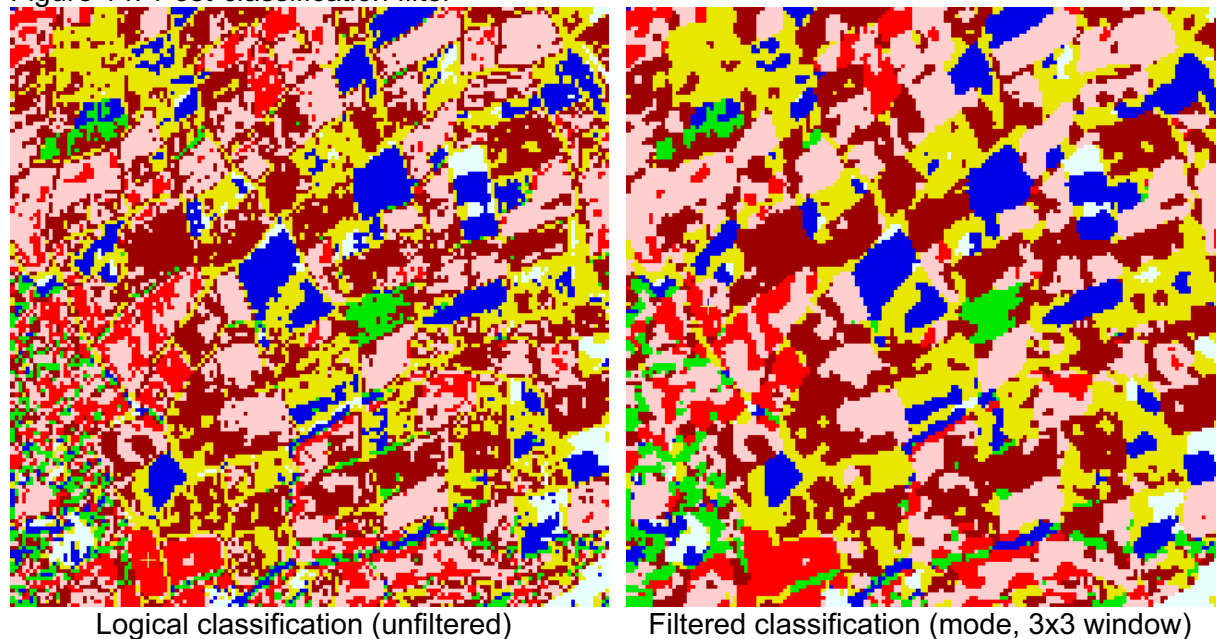 Logical classification (unfiltered)
Filtered classification (mode, 3x3 window)